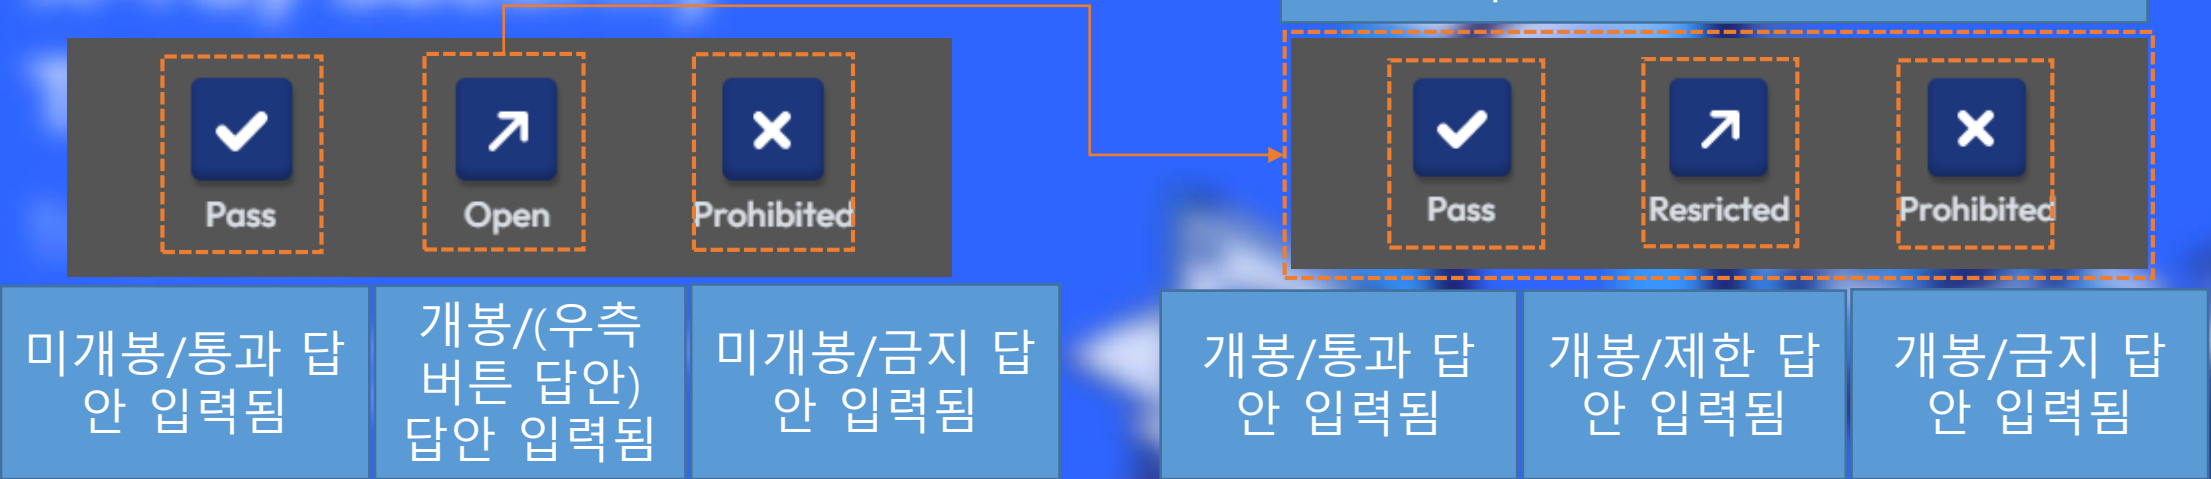 Pass
Open
Prohibited
미개봉/통과 답
안 입력됨
개봉/(우측
버튼 답안)
답안 입력됨
미개봉/금지 답
안 입력됨
Pass
Resricted
Prohibited
개봉/통과 답
안 입력됨
개봉/제한 답
안 입력됨
개봉/금지 답
안 입력됨